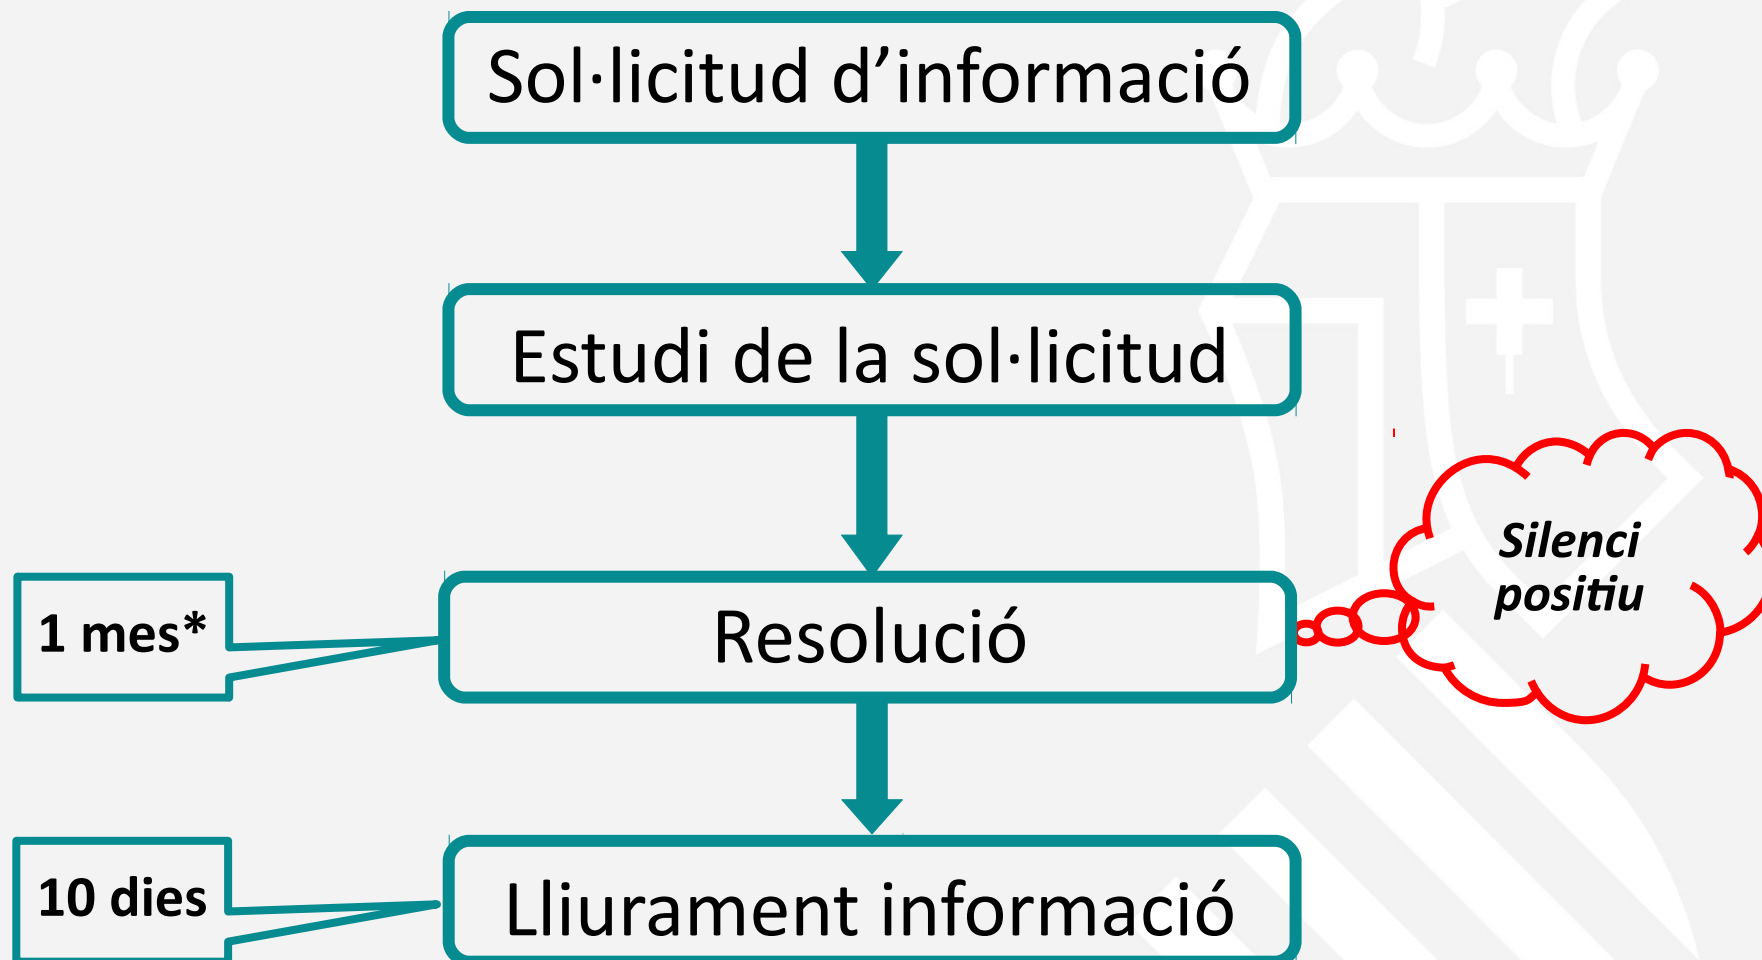 Sol·licitud d’informació
Estudi de la sol·licitud
Silenci
positiu
1 mes*
Resolució
10 dies
Lliurament informació